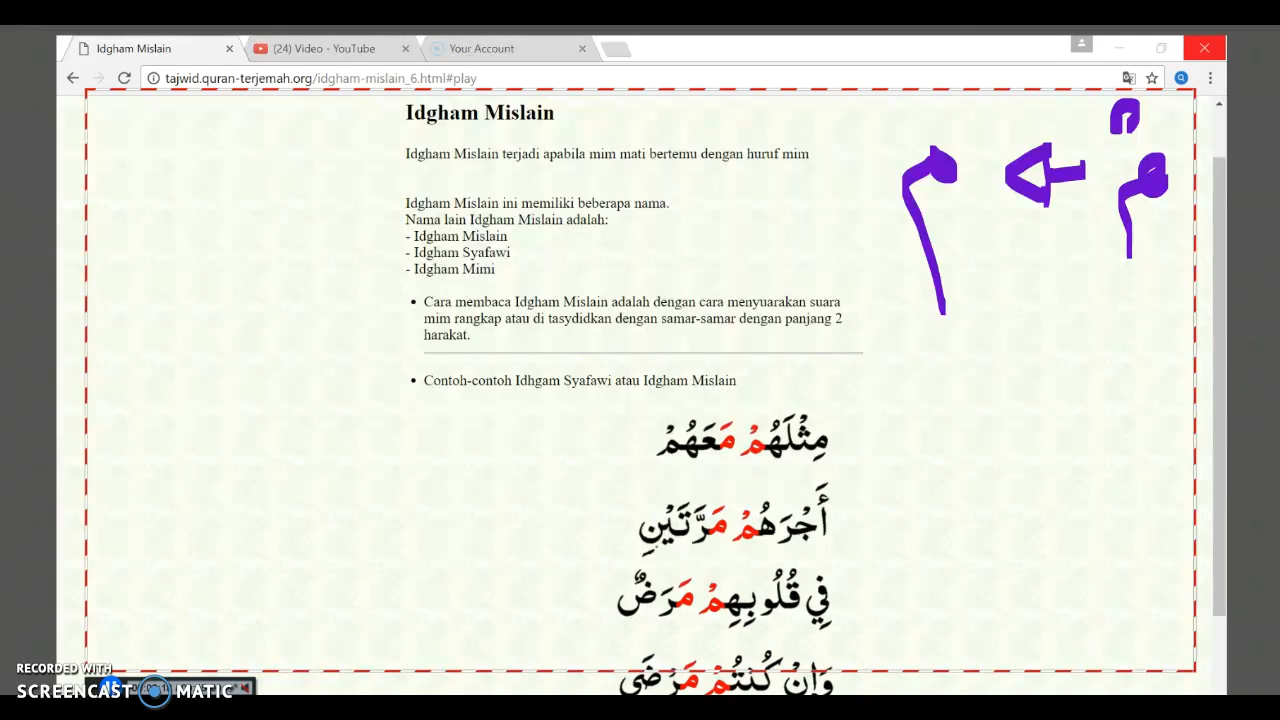 Idgham Mislain
(24) Video - YouTube
Your Account
tajwid.quran-terjemah.org/idgham-mislain_6.html#play
Idgham Mislain
Idgham Mislain terjadi apabila mim mati bertemu dengan huruf mim
مْ
م
Idgham Mislain ini memiliki beberapa nama.
Nama lain Idgham Mislain adalah:
- Idgham Mislain
- Idgham Syafawi
- Idgham Mimi
• Cara membaca Idgham Mislain adalah dengan cara menyuarakan suara
mim rangkap atau di tasydidkan dengan samar-samar dengan panjang 2
harakat.
• Contoh-contoh Idhgam Syafawi atau Idgham Mislain
مِثْلَهُمْ مَعَهُمْ
أَجْرَهُمْ مَرَّتَيْنِ
فِي قُلُوبِهِمْ مَرَضٌ
وَإِنْ كُنْتُمْ مَرْضَى
RECORDED WITH
SCREENCAST MATIC